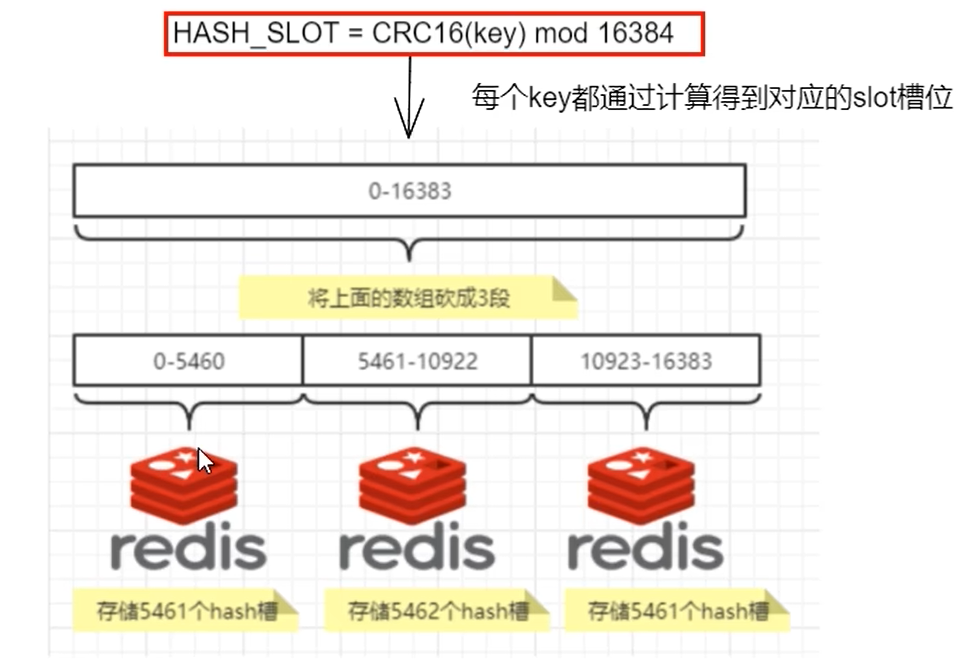 HASH_SLOT = CRC16(key) mod 16384
每个key都通过计算得到对应的slot槽位
0-16383
将上面的数组砍成3段
0-5460 5461-10922 10923-16383
redis redis redis
存储5461个hash槽 存储5462个hash槽 存储5461个hash槽